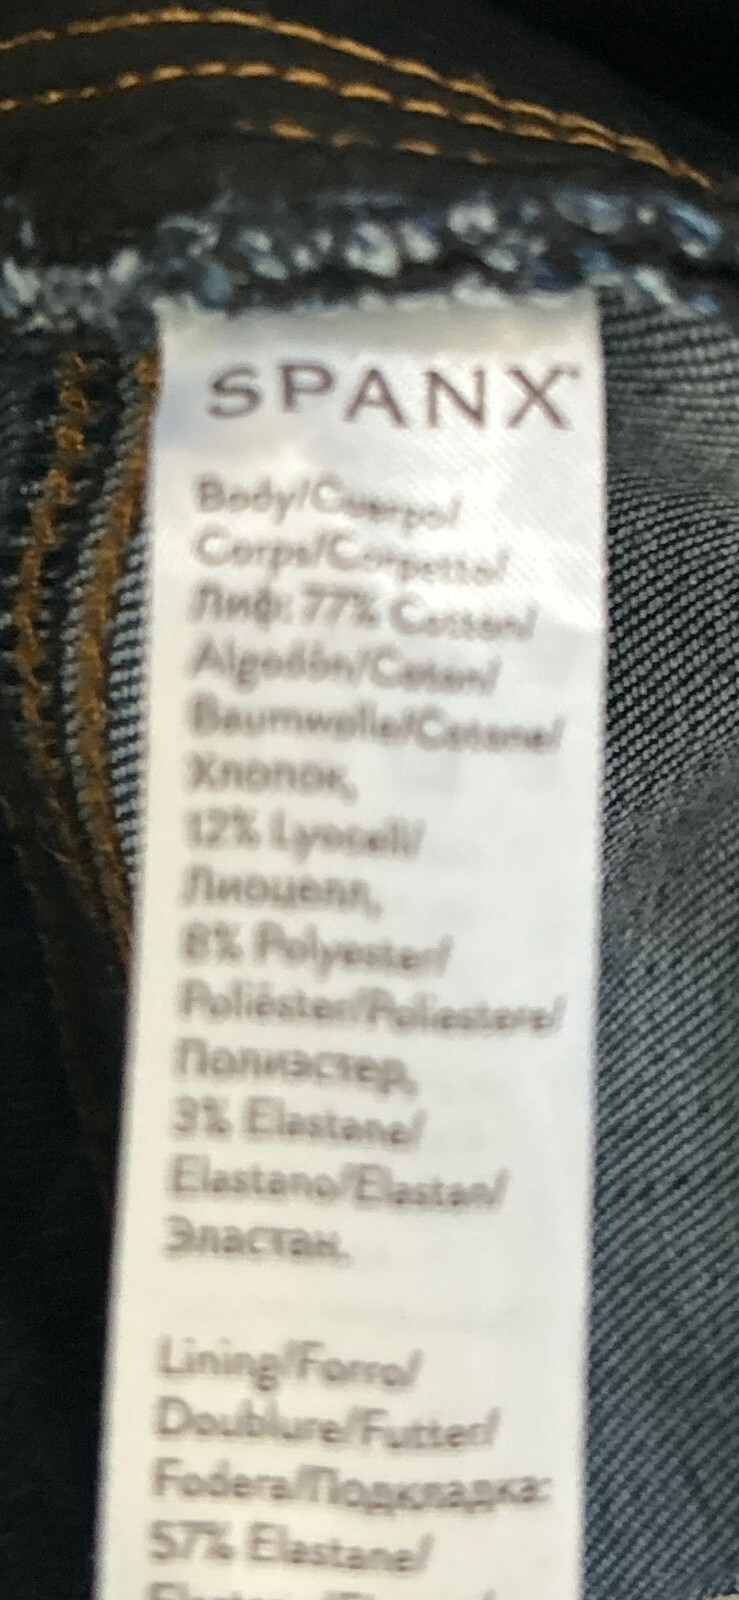 SPANX
Body/Cuerpo/
Corps/Corpetto/
Лиф: 77% Cotton/
Algodón/Coton/
Baumwolle/Cotone/
Хлопок,
12% Lyocell/
Лиоцелл,
8% Polyester/
Poliéster/Poliestere/
Полиэстер,
3% Elastane/
Elastano/Elastan/
Эластан.
Lining/Forro/
Doublure/Futter/
Fodera/Подкладка:
57% Elastane/